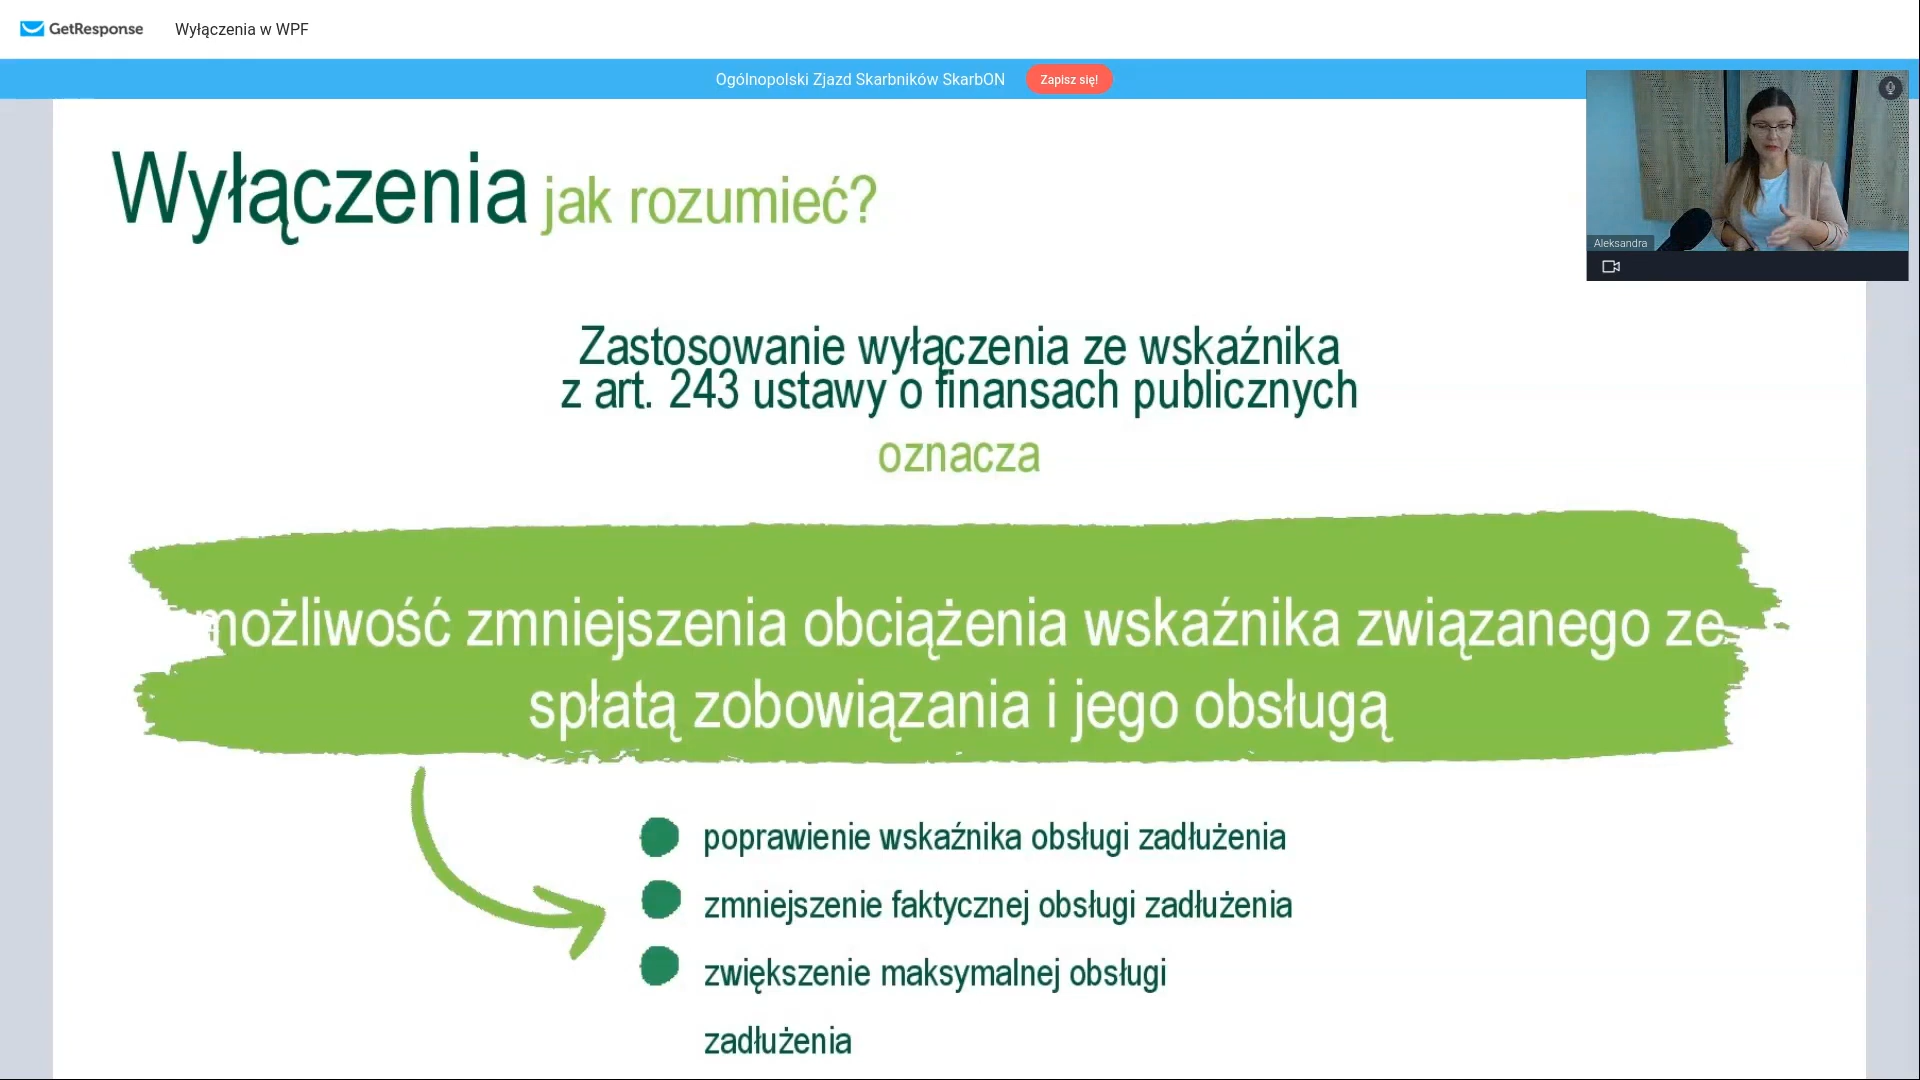 GetResponse
Wyłączenia w WPF
Ogólnopolski Zjazd Skarbników SkarbON
Zapisz się!
Aleksandra
Wyłączenia jak rozumieć?
Zastosowanie wyłączenia ze wskaźnika
z art. 243 ustawy o finansach publicznych
oznacza
możliwość zmniejszenia obciążenia wskaźnika związanego ze
spłatą zobowiązania i jego obsługą
poprawienie wskaźnika obsługi zadłużenia
zmniejszenie faktycznej obsługi zadłużenia
zwiększenie maksymalnej obsługi
zadłużenia